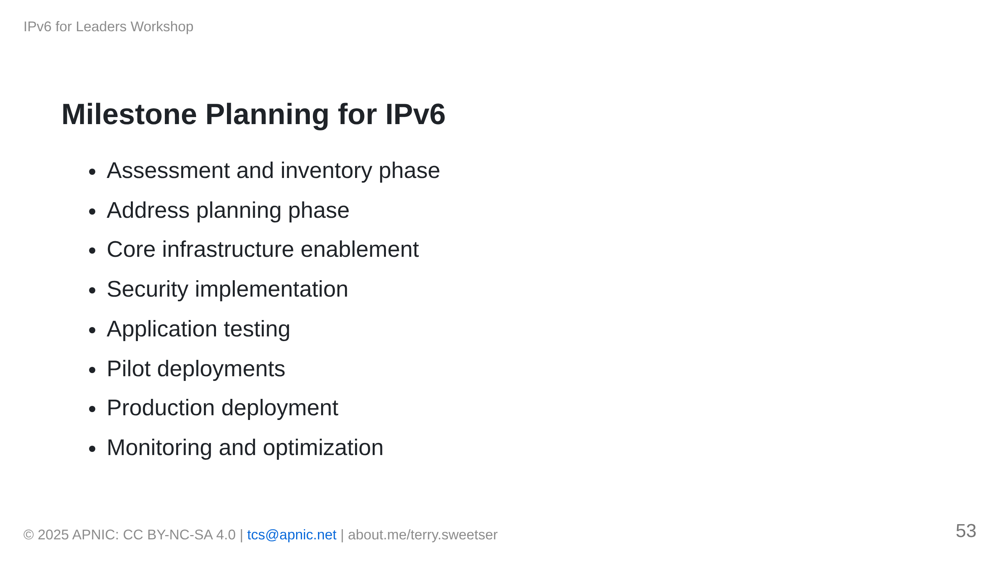 IPv6 for Leaders Workshop
Milestone Planning for IPv6
• Assessment and inventory phase
• Address planning phase
• Core infrastructure enablement
• Security implementation
• Application testing
• Pilot deployments
• Production deployment
• Monitoring and optimization
© 2025 APNIC: CC BY-NC-SA 4.0 | tcs@apnic.net | about.me/terry.sweetser
53